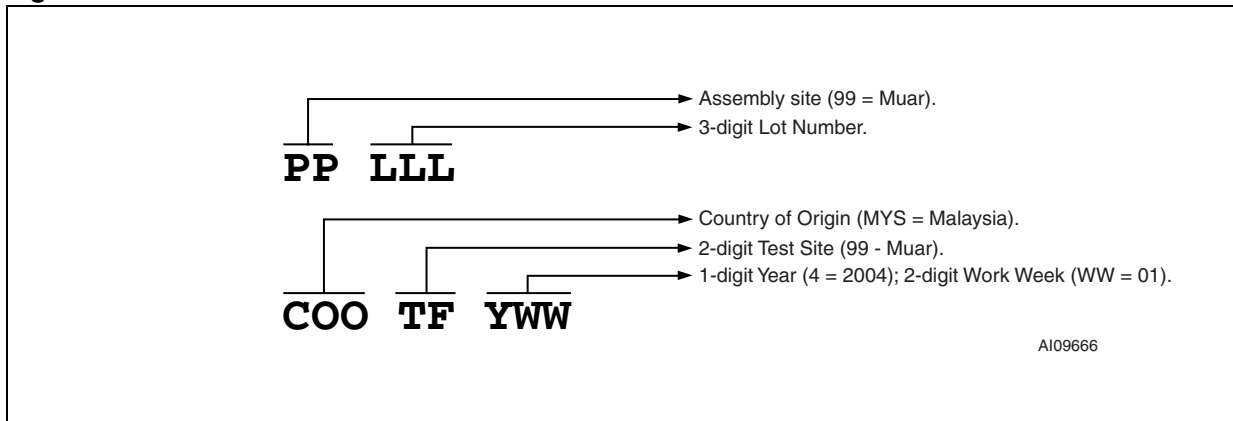 Assembly site (99 = Muar).
3-digit Lot Number.
PP LLL
Country of Origin (MYS = Malaysia).
2-digit Test Site (99 - Muar).
1-digit Year (4 = 2004); 2-digit Work Week (WW = 01).
COO TF YWW
AI09666